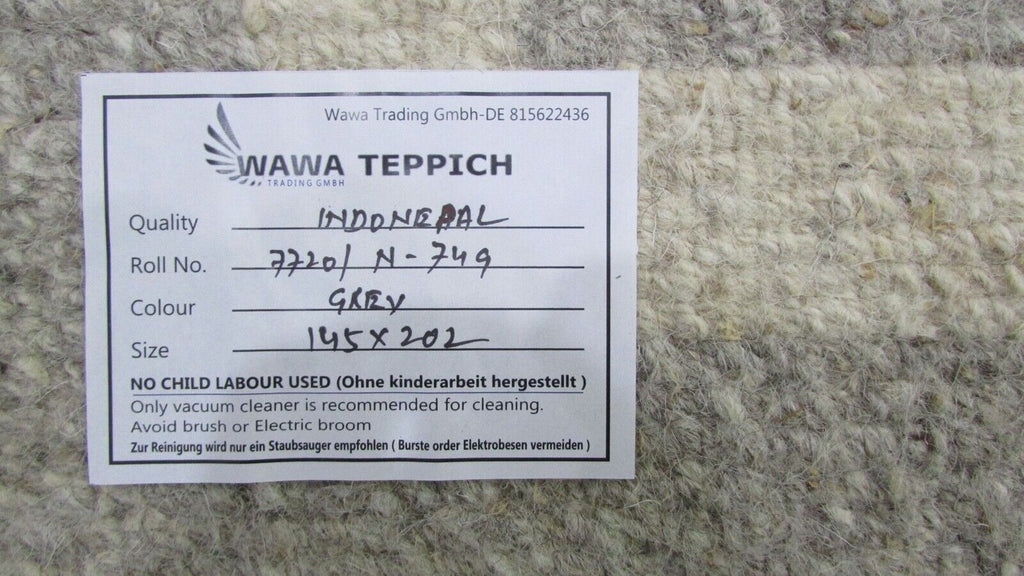 Wawa Trading Gmbh-DE 815622436
WAWA TEPPICH
TRADING GMBH
Quality INDONEPAL
Roll No. 7720/ N-749
Colour GREY
Size 145X202
NO CHILD LABOUR USED (Ohne kinderarbeit hergestellt )
Only vacuum cleaner is recommended for cleaning.
Avoid brush or Electric broom
Zur Reinigung wird nur ein Staubsauger empfohlen ( Burste order Elektrobesen vermeiden )